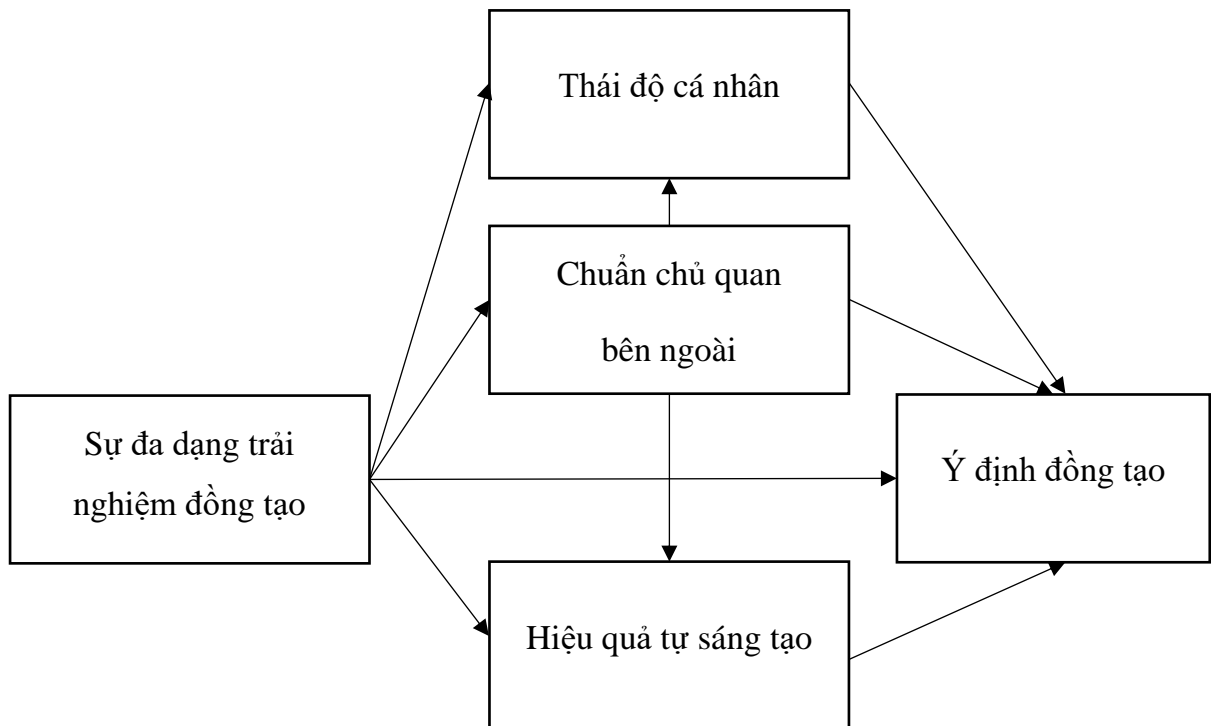 Thái độ cá nhân
Chuẩn chủ quan
bên ngoài
Sự đa dạng trải
nghiệm đồng tạo
Ý định đồng tạo
Hiệu quả tự sáng tạo